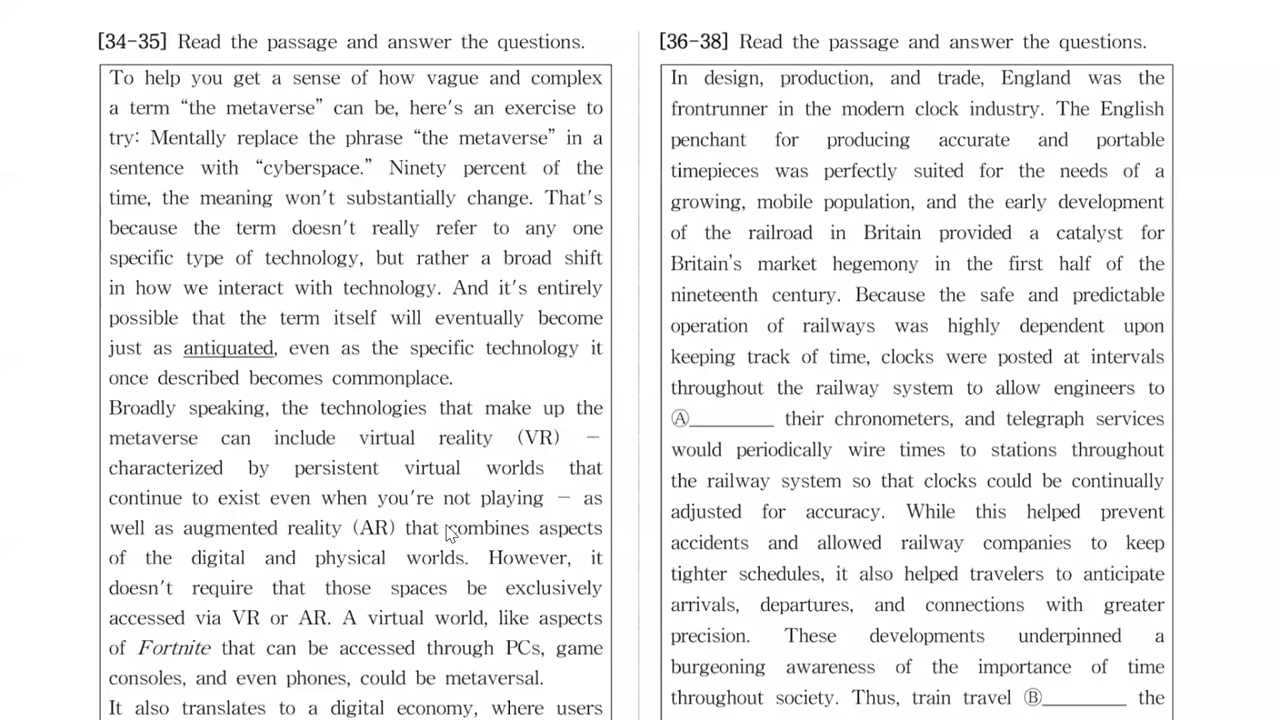 [34-35] Read the passage and answer the questions.
To help you get a sense of how vague and complex
a term “the metaverse” can be, here's an exercise to
try: Mentally replace the phrase “the metaverse” in a
sentence with “cyberspace.” Ninety percent of the
time, the meaning won't substantially change. That's
because the term doesn't really refer to any one
specific type of technology, but rather a broad shift
in how we interact with technology. And it's entirely
possible that the term itself will eventually become
just as antiquated, even as the specific technology it
once described becomes commonplace.
Broadly speaking, the technologies that make up the
metaverse can include virtual reality (VR) –
characterized by persistent virtual worlds that
continue to exist even when you're not playing – as
well as augmented reality (AR) that combines aspects
of the digital and physical worlds. However, it
doesn't require that those spaces be exclusively
accessed via VR or AR. A virtual world, like aspects
of Fortnite that can be accessed through PCs, game
consoles, and even phones, could be metaversal.
It also translates to a digital economy, where users
[36-38] Read the passage and answer the questions.
In design, production, and trade, England was the
frontrunner in the modern clock industry. The English
penchant for producing accurate and portable
timepieces was perfectly suited for the needs of a
growing, mobile population, and the early development
of the railroad in Britain provided a catalyst for
Britain's market hegemony in the first half of the
nineteenth century. Because the safe and predictable
operation of railways was highly dependent upon
keeping track of time, clocks were posted at intervals
throughout the railway system to allow engineers to
Ⓐ________ their chronometers, and telegraph services
would periodically wire times to stations throughout
the railway system so that clocks could be continually
adjusted for accuracy. While this helped prevent
accidents and allowed railway companies to keep
tighter schedules, it also helped travelers to anticipate
arrivals, departures, and connections with greater
precision. These developments underpinned a
burgeoning awareness of the importance of time
throughout society. Thus, train travel Ⓑ________ the